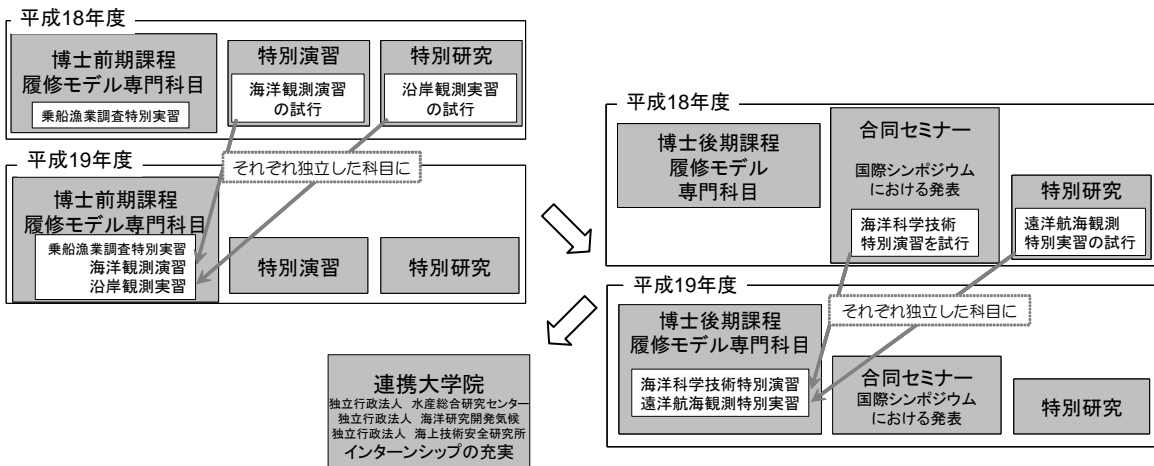 平成18年度
博士前期課程
履修モデル専門科目
乗船漁業調査特別実習
特別演習
海洋観測演習
の試行
特別研究
沿岸観測実習
の試行
平成19年度
それぞれ独立した科目に
博士前期課程
履修モデル専門科目
乗船漁業調査特別実習
海洋観測演習
沿岸観測実習
特別演習
特別研究
平成18年度
博士後期課程
履修モデル
専門科目
合同セミナー
国際シンポジウム
における発表
海洋科学技術
特別演習を試行
特別研究
遠洋航海観測
特別実習の試行
平成19年度
それぞれ独立した科目に
博士後期課程
履修モデル専門科目
海洋科学技術特別演習
遠洋航海観測特別実習
合同セミナー
国際シンポジウム
における発表
特別研究
連携大学院
独立行政法人 水産総合研究センター
独立行政法人 海洋研究開発気候
独立行政法人 海上技術安全研究所
インターンシップの充実